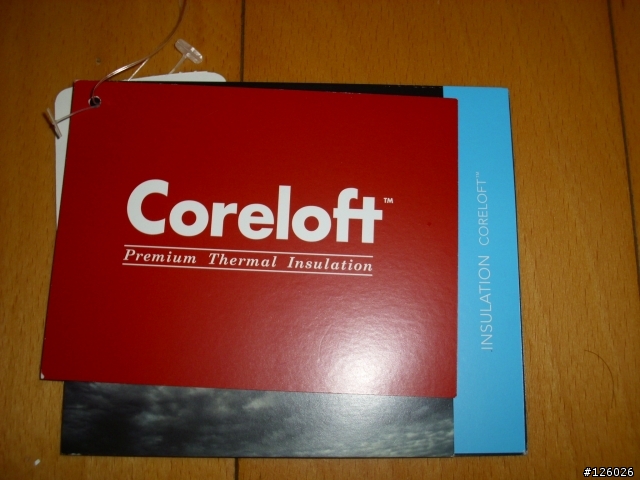 Coreloft™
Premium Thermal Insulation
INSULATION CORELOFT™
#126026